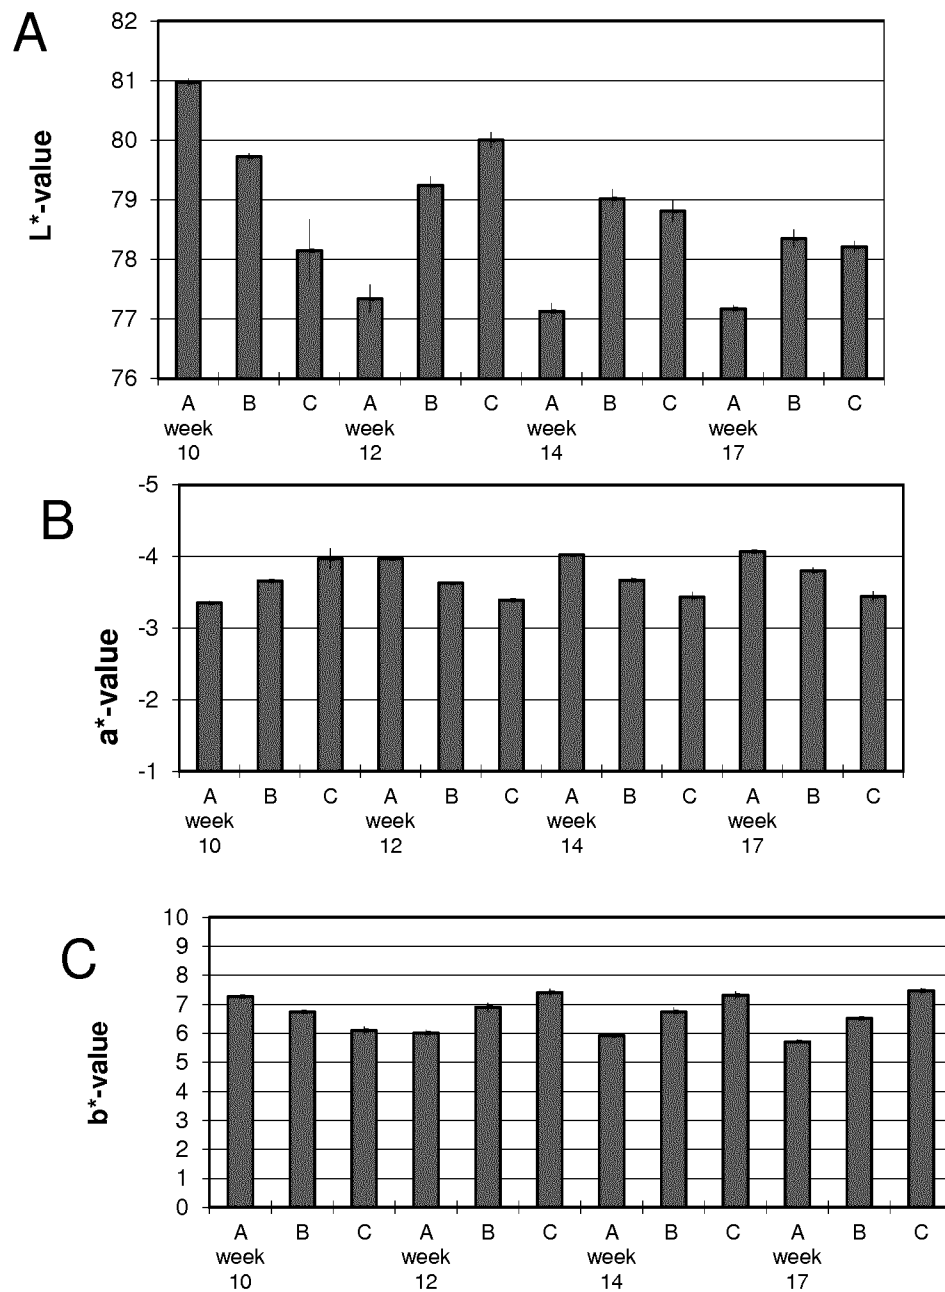 A
L*-value
82
81
80
79
78
77
76
A B C A B C A B C A B C
week week week week
10 12 14 17
B
a*-value
-5
-4
-3
-2
-1
A B C A B C A B C A B C
week week week week
10 12 14 17
C
b*-value
10
9
8
7
6
5
4
3
2
1
0
A B C A B C A B C A B C
week week week week
10 12 14 17